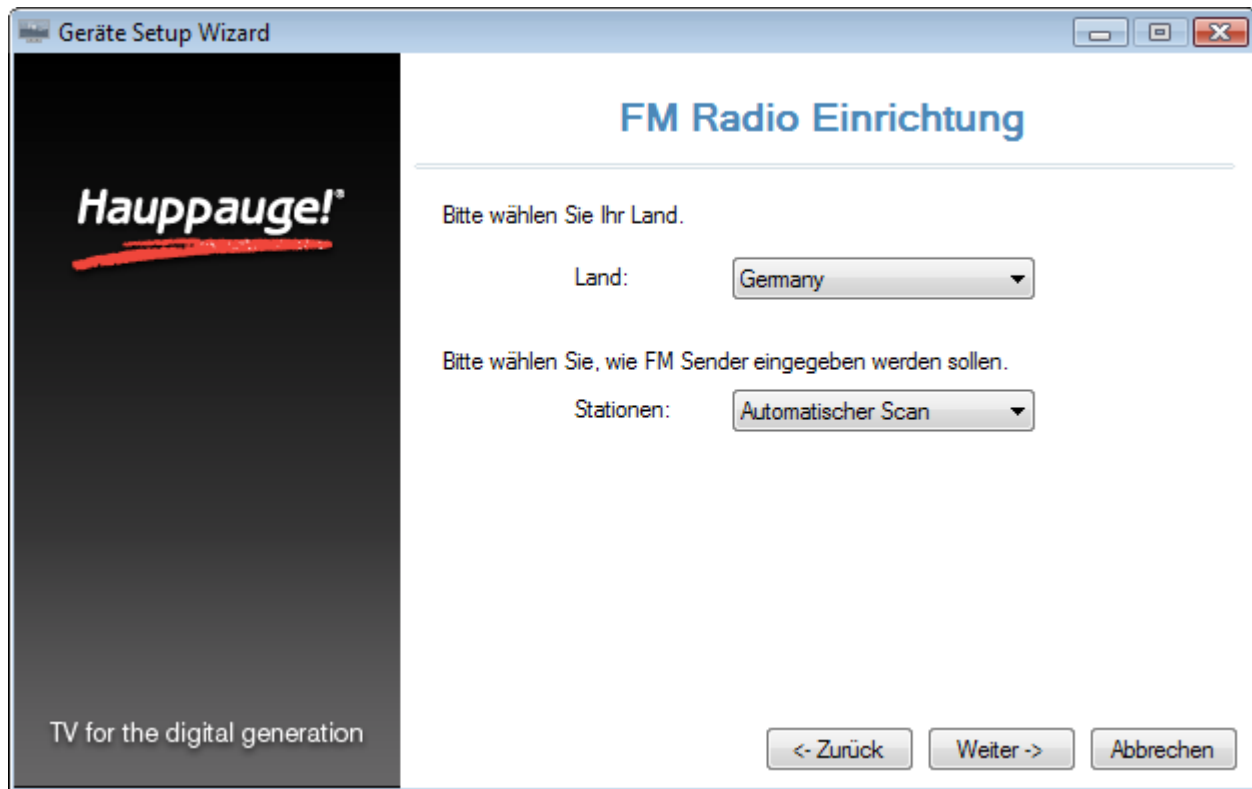 Geräte Setup Wizard
FM Radio Einrichtung
Hauppauge!®
Bitte wählen Sie Ihr Land.
Land: Germany
Bitte wählen Sie, wie FM Sender eingegeben werden sollen.
Stationen: Automatischer Scan
TV for the digital generation
<- Zurück Weiter -> Abbrechen